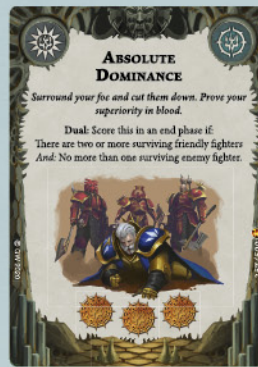 ABSOLUTE
DOMINANCE
Surround your foe and cut them down. Prove your
superiority in blood.
Dual: Score this in an end phase if:
There are two or more surviving friendly fighters
And: No more than one surviving enemy fighter.
© GW 2020